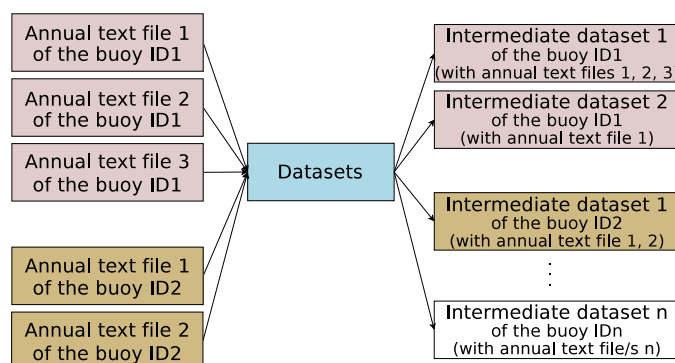 Annual text file 1
of the buoy ID1
Annual text file 2
of the buoy ID1
Annual text file 3
of the buoy ID1
Annual text file 1
of the buoy ID2
Annual text file 2
of the buoy ID2
Datasets
Intermediate dataset 1
of the buoy ID1
(with annual text files 1, 2, 3)
Intermediate dataset 2
of the buoy ID1
(with annual text file 1)
Intermediate dataset 1
of the buoy ID2
(with annual text file 1, 2)
Intermediate dataset n
of the buoy IDn
(with annual text file/s n)